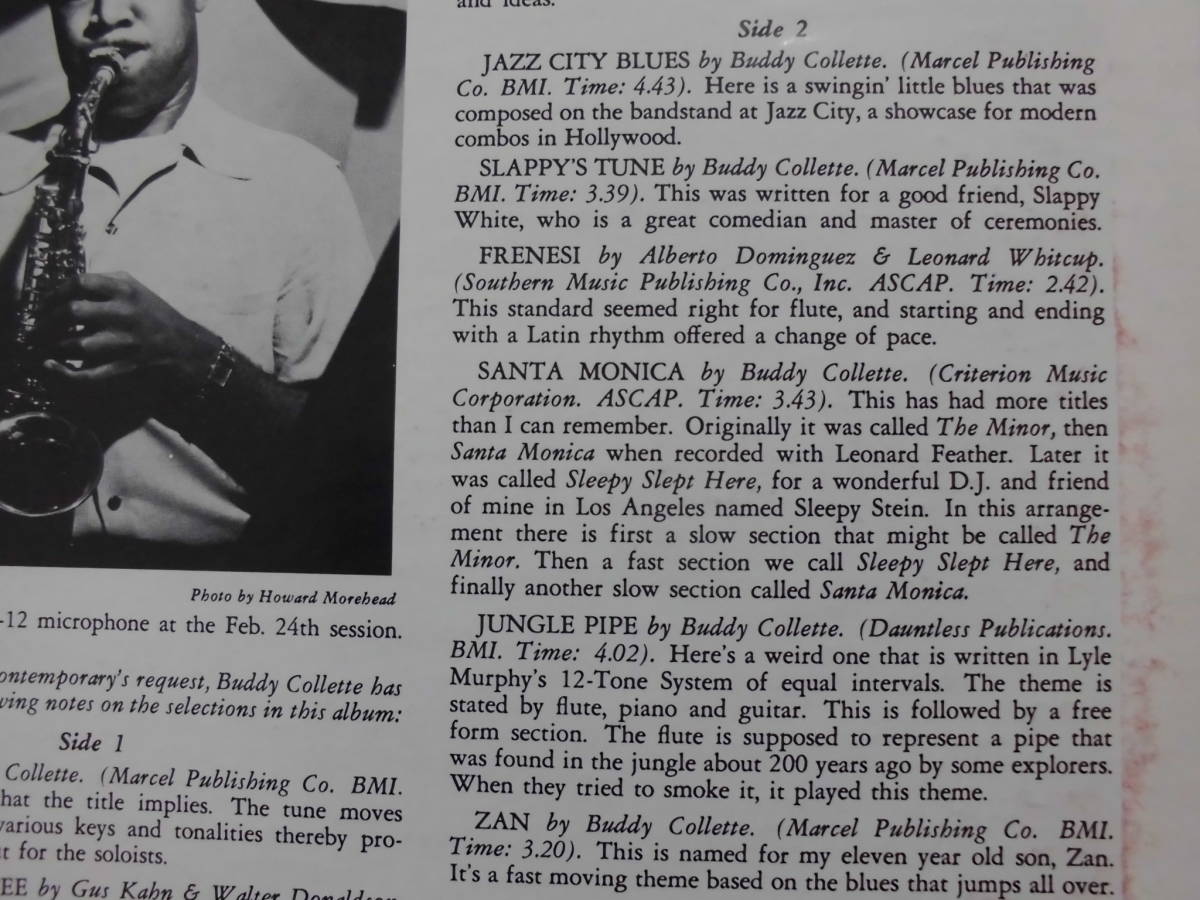 and ideas.
Side 2
JAZZ CITY BLUES by Buddy Collette. (Marcel Publishing
Co. BMI. Time: 4.43). Here is a swingin' little blues that was
composed on the bandstand at Jazz City, a showcase for modern
combos in Hollywood.
SLAPPY'S TUNE by Buddy Collette. (Marcel Publishing Co.
BMI. Time: 3.39). This was written for a good friend, Slappy
White, who is a great comedian and master of ceremonies.
FRENESI by Alberto Dominguez & Leonard Whitcup.
(Southern Music Publishing Co., Inc. ASCAP. Time: 2.42).
This standard seemed right for flute, and starting and ending
with a Latin rhythm offered a change of pace.
SANTA MONICA by Buddy Collette. (Criterion Music
Corporation. ASCAP. Time: 3.43). This has had more titles
than I can remember. Originally it was called The Minor, then
Santa Monica when recorded with Leonard Feather. Later it
was called Sleepy Slept Here, for a wonderful D.J. and friend
of mine in Los Angeles named Sleepy Stein. In this arrange-
ment there is first a slow section that might be called The
Minor. Then a fast section we call Sleepy Slept Here, and
finally another slow section called Santa Monica.
JUNGLE PIPE by Buddy Collette. (Dauntless Publications.
BMI. Time: 4.02). Here's a weird one that is written in Lyle
Murphy's 12-Tone System of equal intervals. The theme is
stated by flute, piano and guitar. This is followed by a free
form section. The flute is supposed to represent a pipe that
was found in the jungle about 200 years ago by some explorers.
When they tried to smoke it, it played this theme.
ZAN by Buddy Collette. (Marcel Publishing Co. BMI.
Time: 3.20). This is named for my eleven year old son, Zan.
It's a fast moving theme based on the blues that jumps all over.
Photo by Howard Morehead
-12 microphone at the Feb. 24th session.
ontemporary's request, Buddy Collette has
ving notes on the selections in this album:
Side 1
Collette. (Marcel Publishing Co. BMI.
hat the title implies. The tune moves
various keys and tonalities thereby pro-
t for the soloists.
EE by Gus Kahn & Walter Donaldson.